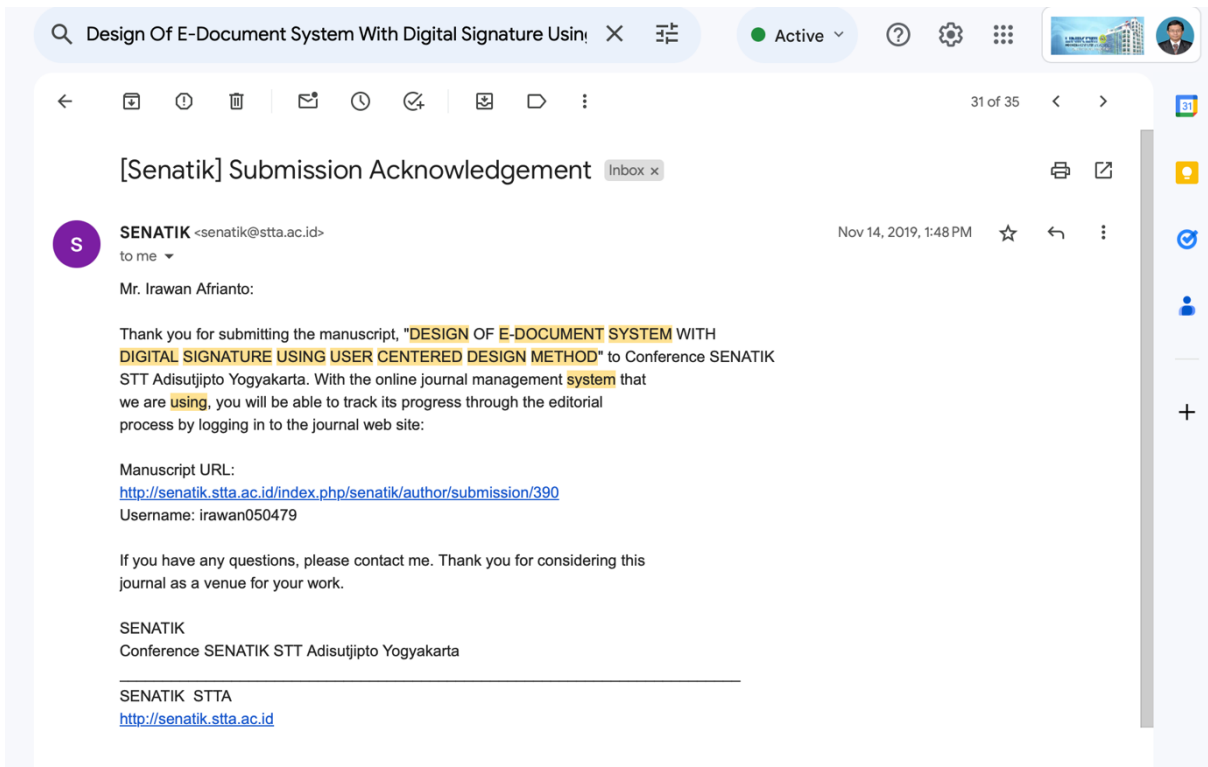 Design Of E-Document System With Digital Signature Usin
Active
31 of 35
31
[Senatik] Submission Acknowledgement Inbox x
S
SENATIK <senatik@stta.ac.id>
Nov 14, 2019, 1:48 PM
to me
Mr. Irawan Afrianto:
Thank you for submitting the manuscript, "DESIGN OF E-DOCUMENT SYSTEM WITH
DIGITAL SIGNATURE USING USER CENTERED DESIGN METHOD" to Conference SENATIK
STT Adisutjipto Yogyakarta. With the online journal management system that
we are using, you will be able to track its progress through the editorial
process by logging in to the journal web site:
Manuscript URL:
http://senatik.stta.ac.id/index.php/senatik/author/submission/390
Username: irawan050479
If you have any questions, please contact me. Thank you for considering this
journal as a venue for your work.
SENATIK
Conference SENATIK STT Adisutjipto Yogyakarta
SENATIK STTA
http://senatik.stta.ac.id